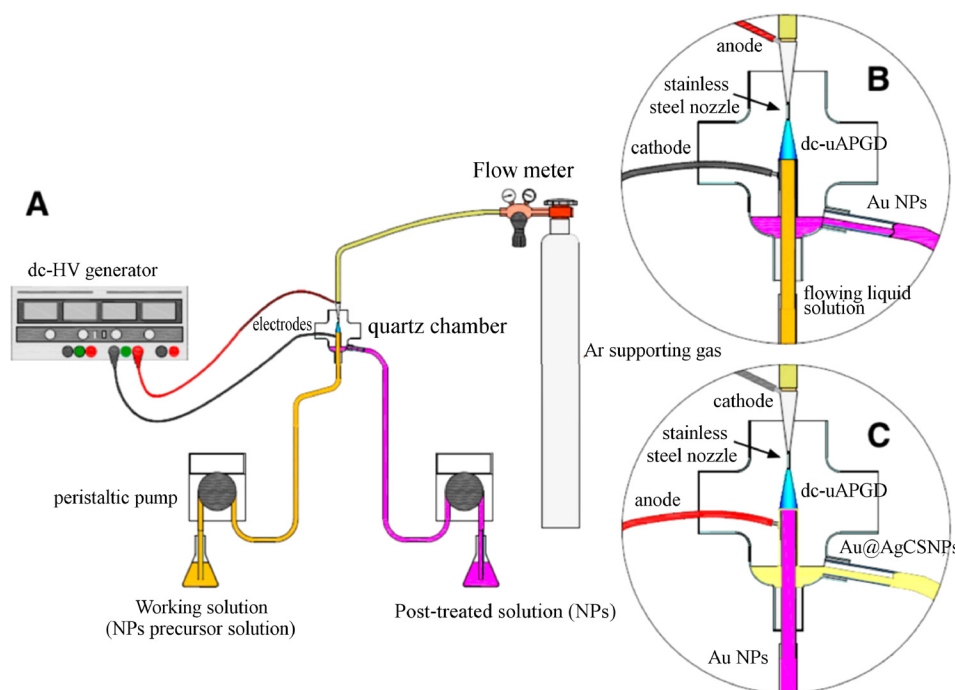 A
dc-HV generator
Flow meter
electrodes
quartz chamber
Ar supporting gas
peristaltic pump
Working solution
(NPs precursor solution)
Post-treated solution (NPs)
B
anode
stainless
steel nozzle
dc-uAPGD
cathode
Au NPs
flowing liquid
solution
C
cathode
stainless
steel nozzle
dc-uAPGD
anode
Au@AgCSNPs
Au NPs